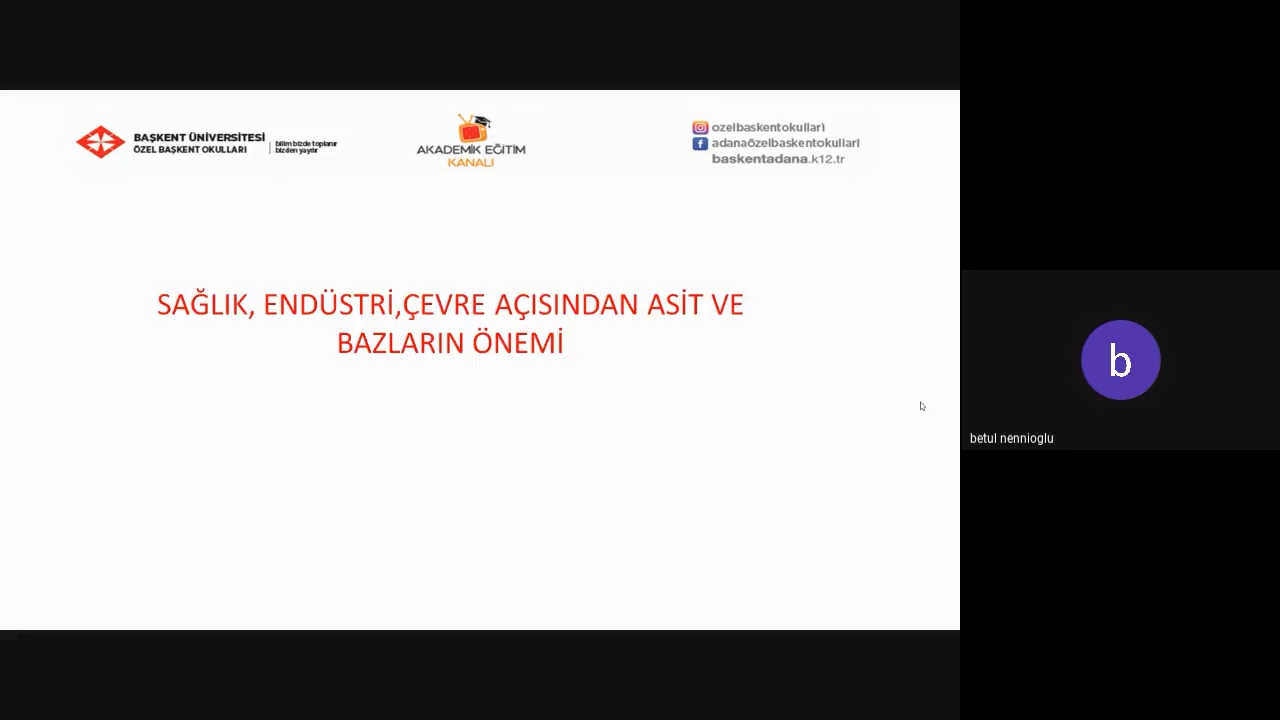 BAŞKENT ÜNİVERSİTESİ
ÖZEL BAŞKENT OKULLARI
bilim bizde toplanır
bizden yayılır
AKADEMİK EĞİTİM
KANALI
ozelbaskentokullari
adanaözelbaskentokullari
baskentadana.k12.tr
SAĞLIK, ENDÜSTRİ,ÇEVRE AÇISINDAN ASİT VE
BAZLARIN ÖNEMİ
b
betul nennioglu